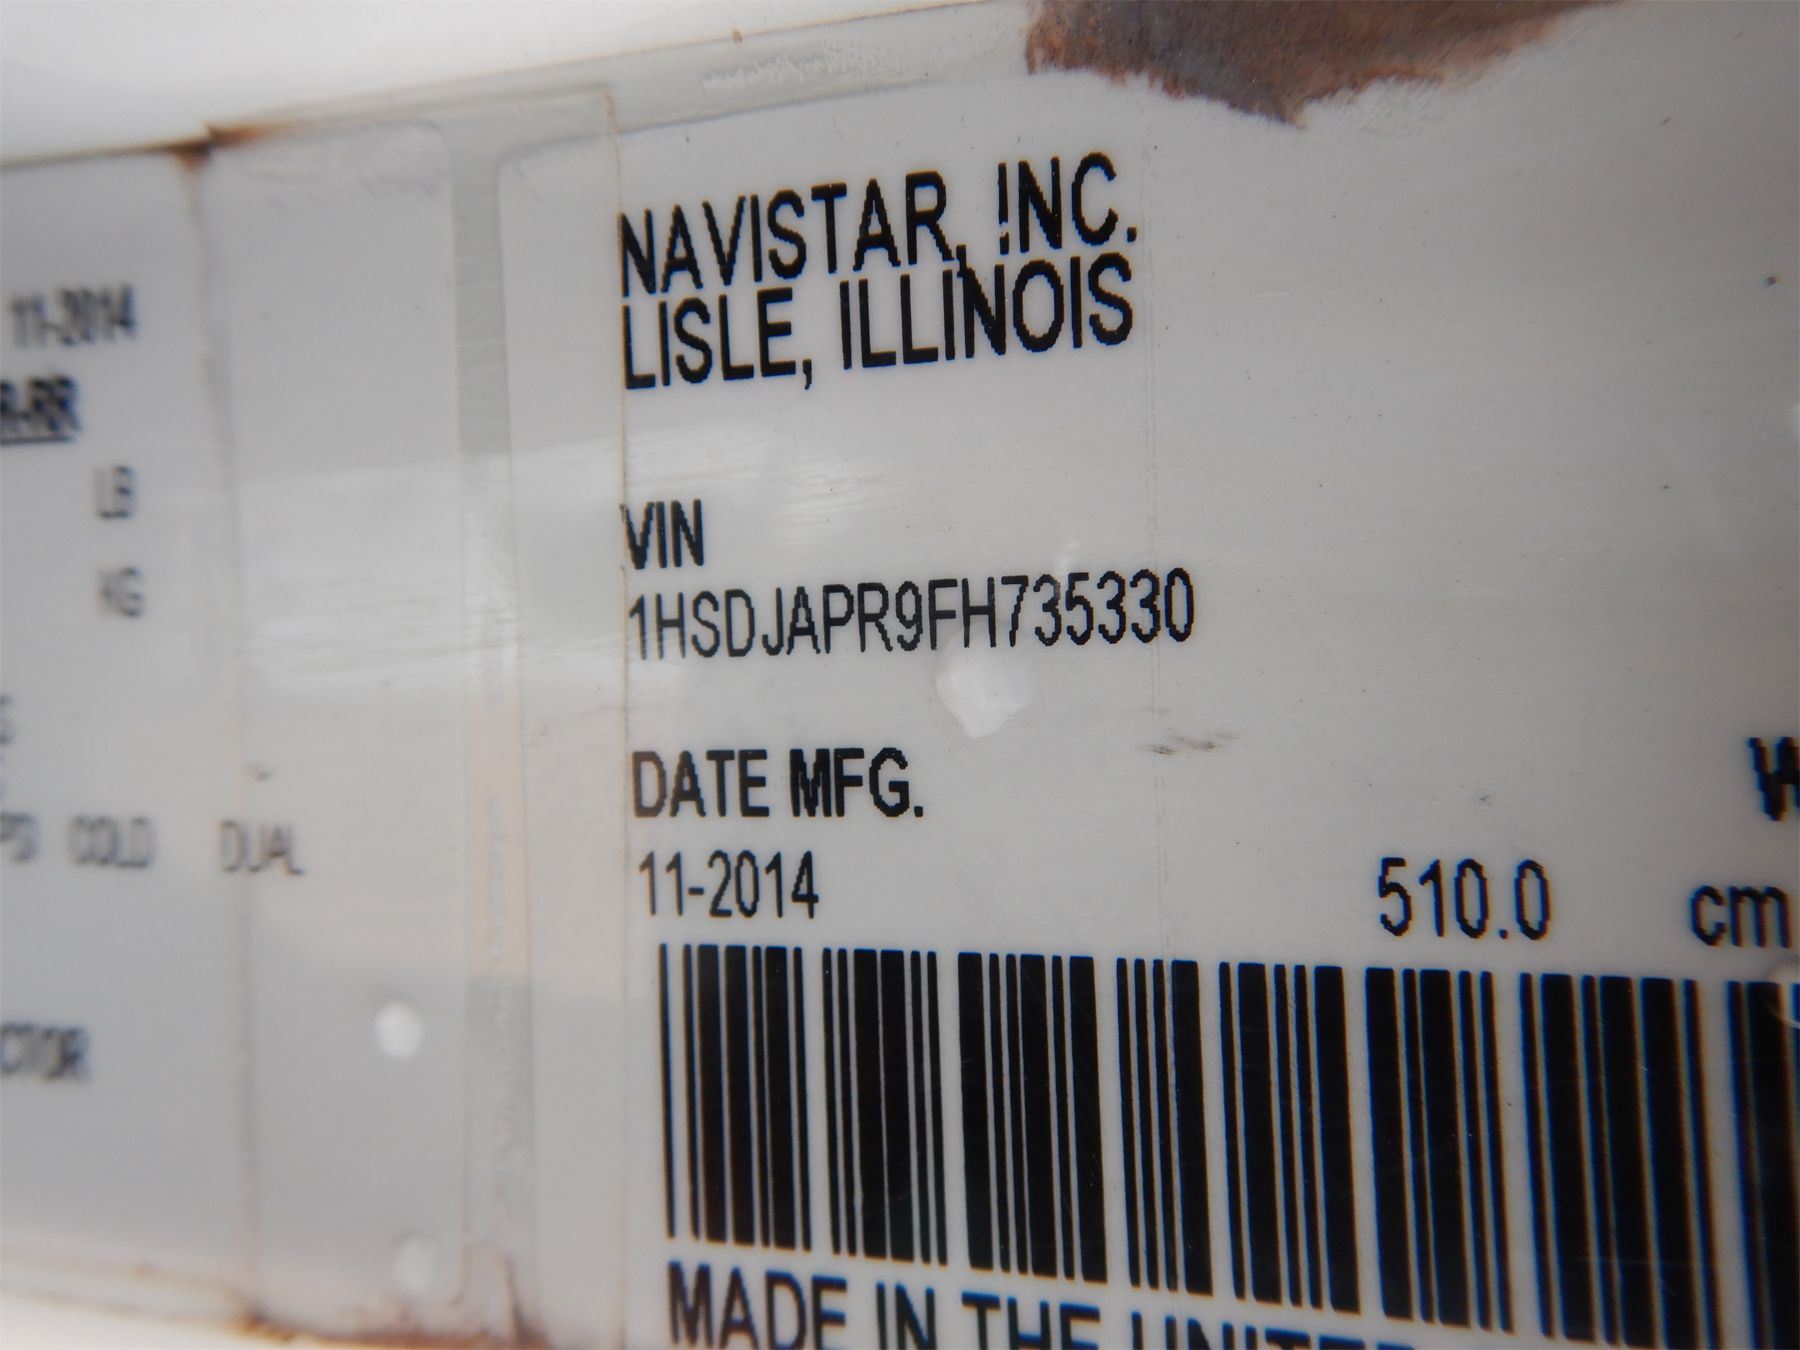 11-2014
LB
KG
COLD DUAL
NAVISTAR, INC.
LISLE, ILLINOIS
VIN
1HSDJAPR9FH735330
DATE MFG.
11-2014
510.0 cm
MADE IN THE UNITED